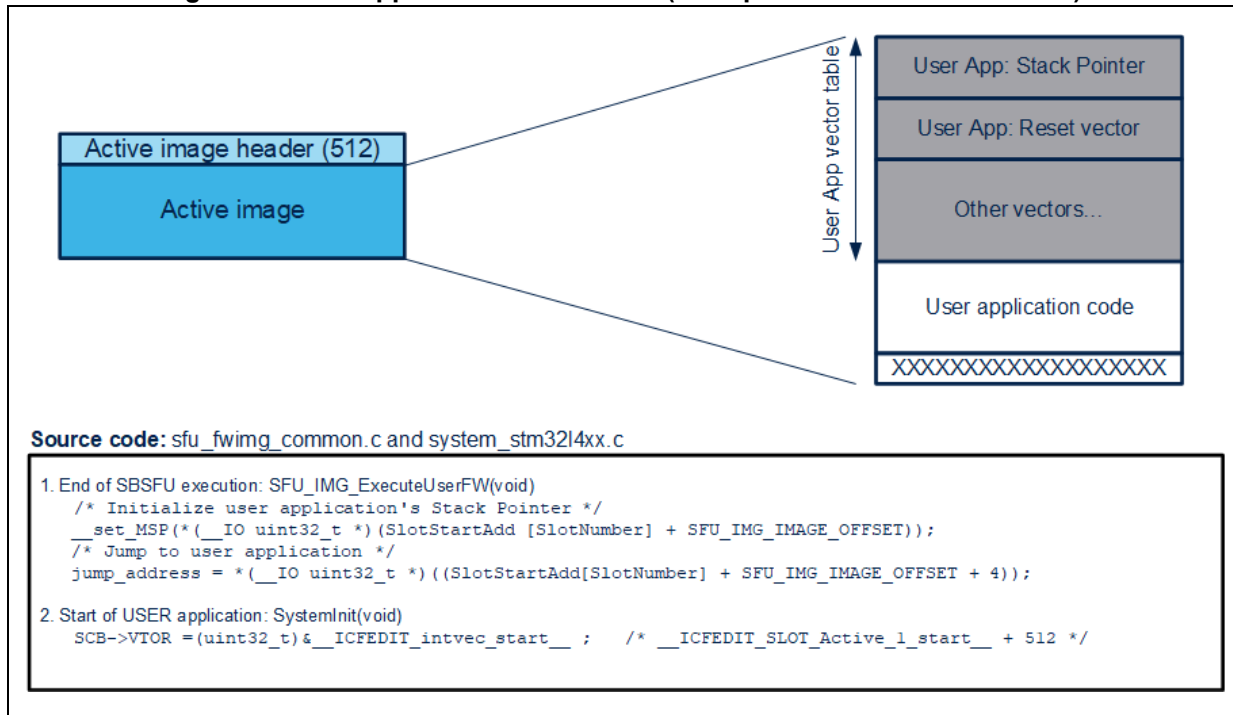 User App: Stack Pointer
User App: Reset vector
Other vectors...
User App vector table
User application code
XXXXXXXXXXXXXXXXXXX
Active image header (512)
Active image
Source code: sfu_fwimg_common.c and system_stm32l4xx.c
1. End of SBSFU execution: SFU_IMG_ExecuteUserFW(void)
/* Initialize user application's Stack Pointer */
__set_MSP(*(__IO uint32_t *)(SlotStartAdd [SlotNumber] + SFU_IMG_IMAGE_OFFSET));
/* Jump to user application */
jump_address = *(__IO uint32_t *)((SlotStartAdd[SlotNumber] + SFU_IMG_IMAGE_OFFSET + 4));
2. Start of USER application: SystemInit(void)
SCB->VTOR =(uint32_t)&__ICFEDIT_intvec_start__ ; /* __ICFEDIT_SLOT_Active_1_start__ + 512 */